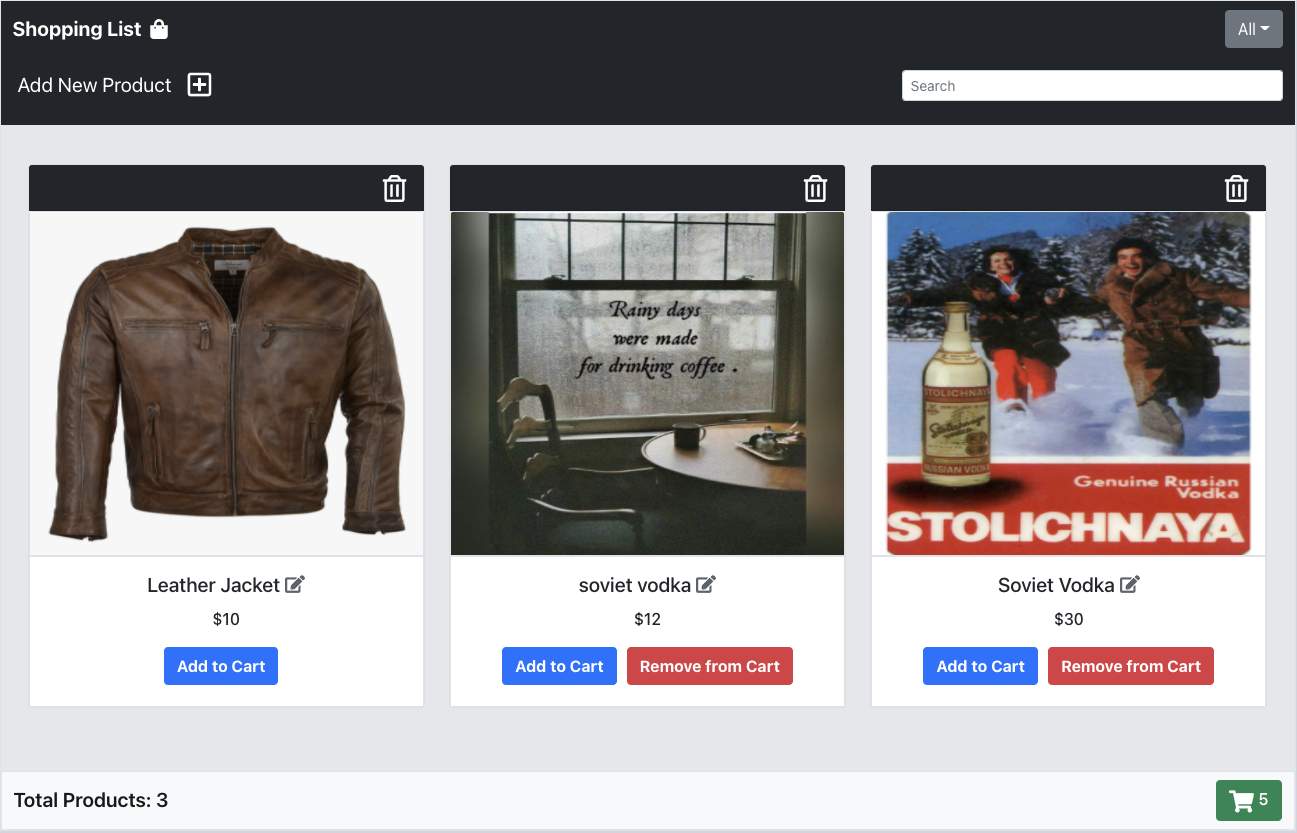 Shopping List
All
Add New Product
Search
Rainy days
were made
for drinking coffee .
STOLICHNAYA
Stolichnaya
RUSSIAN VODKA
Genuine Russian
Vodka
STOLICHNAYA
Leather Jacket
$10
Add to Cart
soviet vodka
$12
Add to Cart
Remove from Cart
Soviet Vodka
$30
Add to Cart
Remove from Cart
Total Products: 3
5